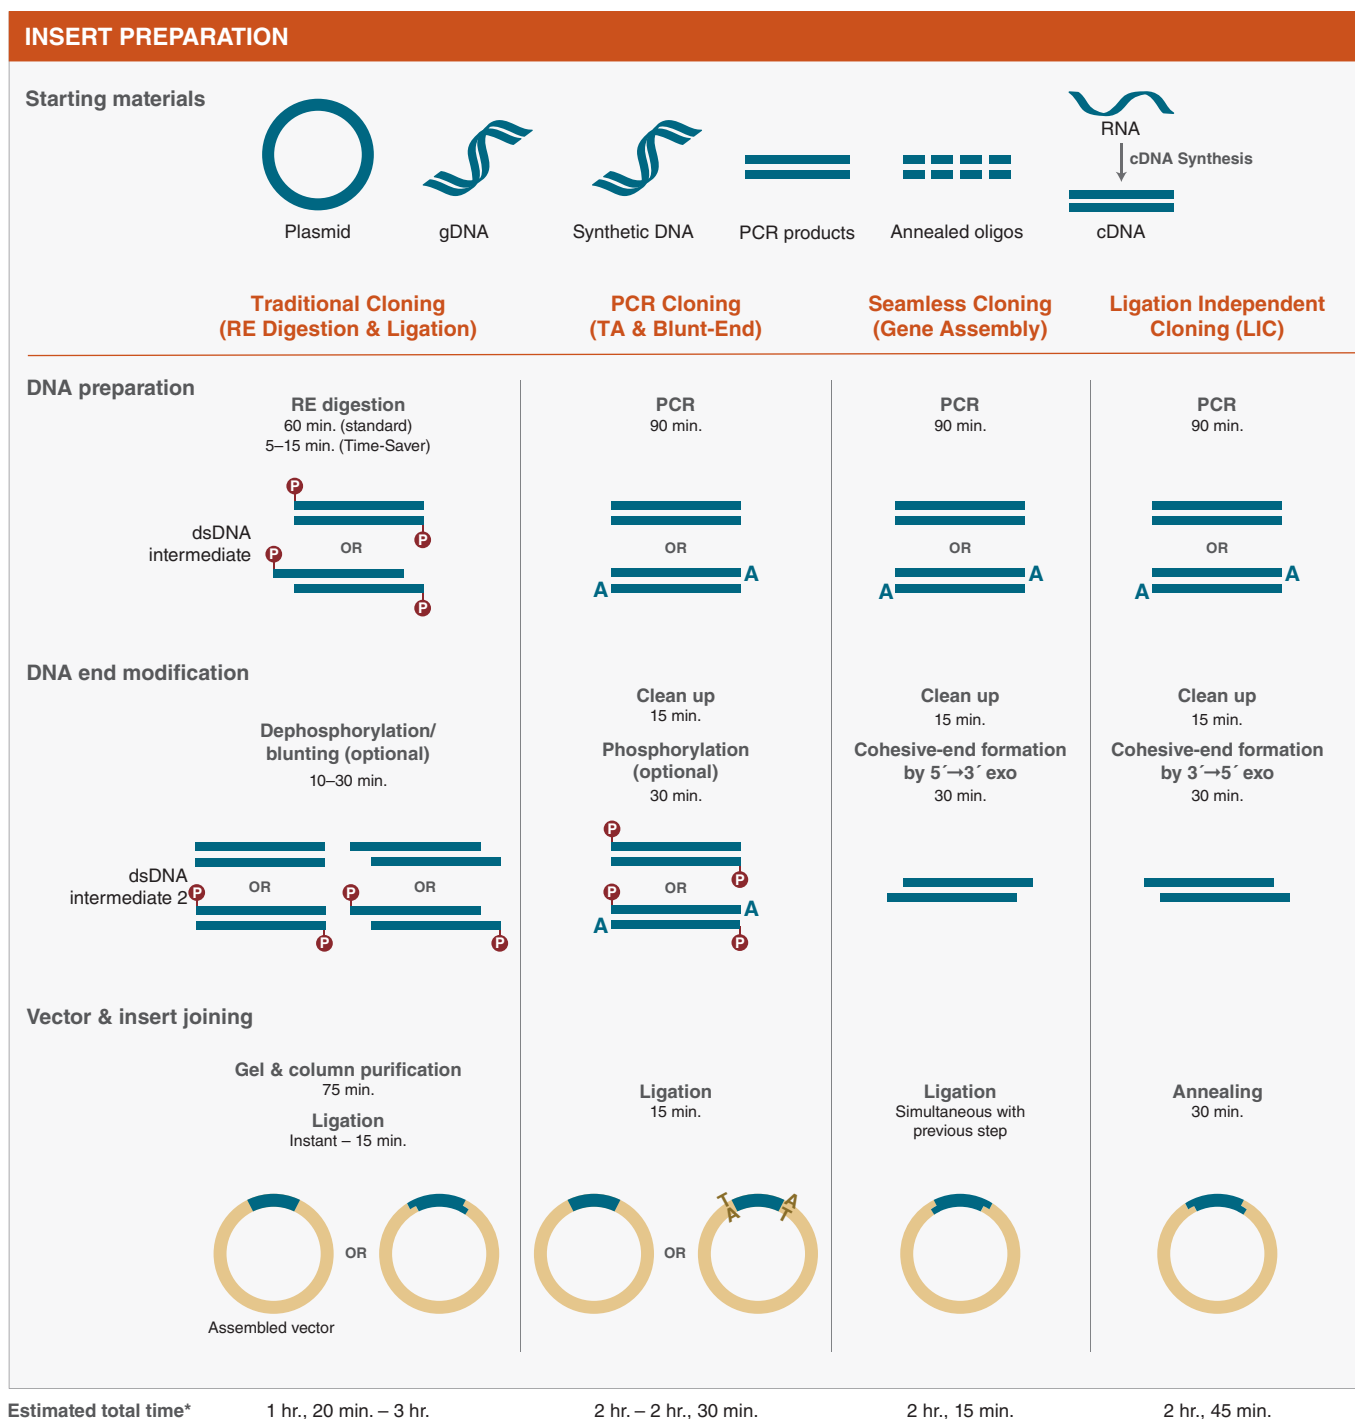 INSERT PREPARATION
Starting materials
RNA
cDNA Synthesis
Plasmid
gDNA
Synthetic DNA
PCR products
Annealed oligos
cDNA
Traditional Cloning
(RE Digestion & Ligation)
PCR Cloning
(TA & Blunt-End)
Seamless Cloning
(Gene Assembly)
Ligation Independent
Cloning (LIC)
DNA preparation
RE digestion
60 min. (standard)
5–15 min. (Time-Saver)
PCR
90 min.
PCR
90 min.
PCR
90 min.
dsDNA
intermediate
P
P
OR
P
P
OR
A
A
OR
A
A
OR
A
A
DNA end modification
Dephosphorylation/
blunting (optional)
10–30 min.
Clean up
15 min.
Phosphorylation
(optional)
30 min.
Clean up
15 min.
Cohesive-end formation
by 5´→3´ exo
30 min.
Clean up
15 min.
Cohesive-end formation
by 3´→5´ exo
30 min.
dsDNA
intermediate 2
OR
P
P
OR
P
P
P
P
OR
P
A
A
P
Vector & insert joining
Gel & column purification
75 min.
Ligation
Instant – 15 min.
Ligation
15 min.
Ligation
Simultaneous with
previous step
Annealing
30 min.
OR
Assembled vector
OR
T
A
A
T
Estimated total time*
1 hr., 20 min. – 3 hr.
2 hr. – 2 hr., 30 min.
2 hr., 15 min.
2 hr., 45 min.